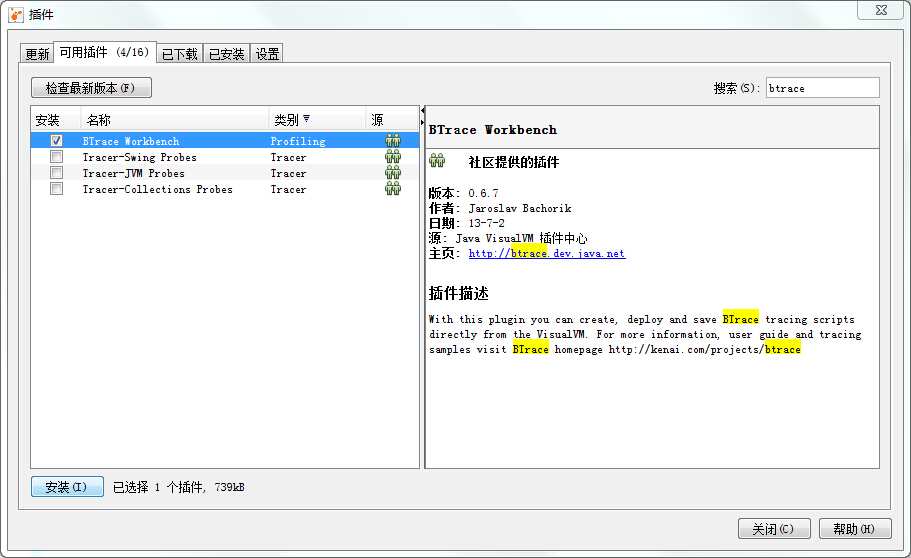 插件
更新 可用插件 (4/16) 已下载 已安装 设置
检查最新版本(F) 搜索(S): btrace
安装 名称 类别 源
BTrace Workbench Profiling
Tracer-Swing Probes Tracer
Tracer-JVM Probes Tracer
Tracer-Collections Probes Tracer
BTrace Workbench
社区提供的插件
版本: 0.6.7
作者: Jaroslav Bachorik
日期: 13-7-2
源: Java VisualVM 插件中心
主页: http://btrace.dev.java.net
插件描述
With this plugin you can create, deploy and save BTrace tracing scripts
directly from the VisualVM. For more information, user guide and tracing
samples visit BTrace homepage http://kenai.com/projects/btrace
安装(I) 已选择 1 个插件, 739kB
关闭(C) 帮助(H)